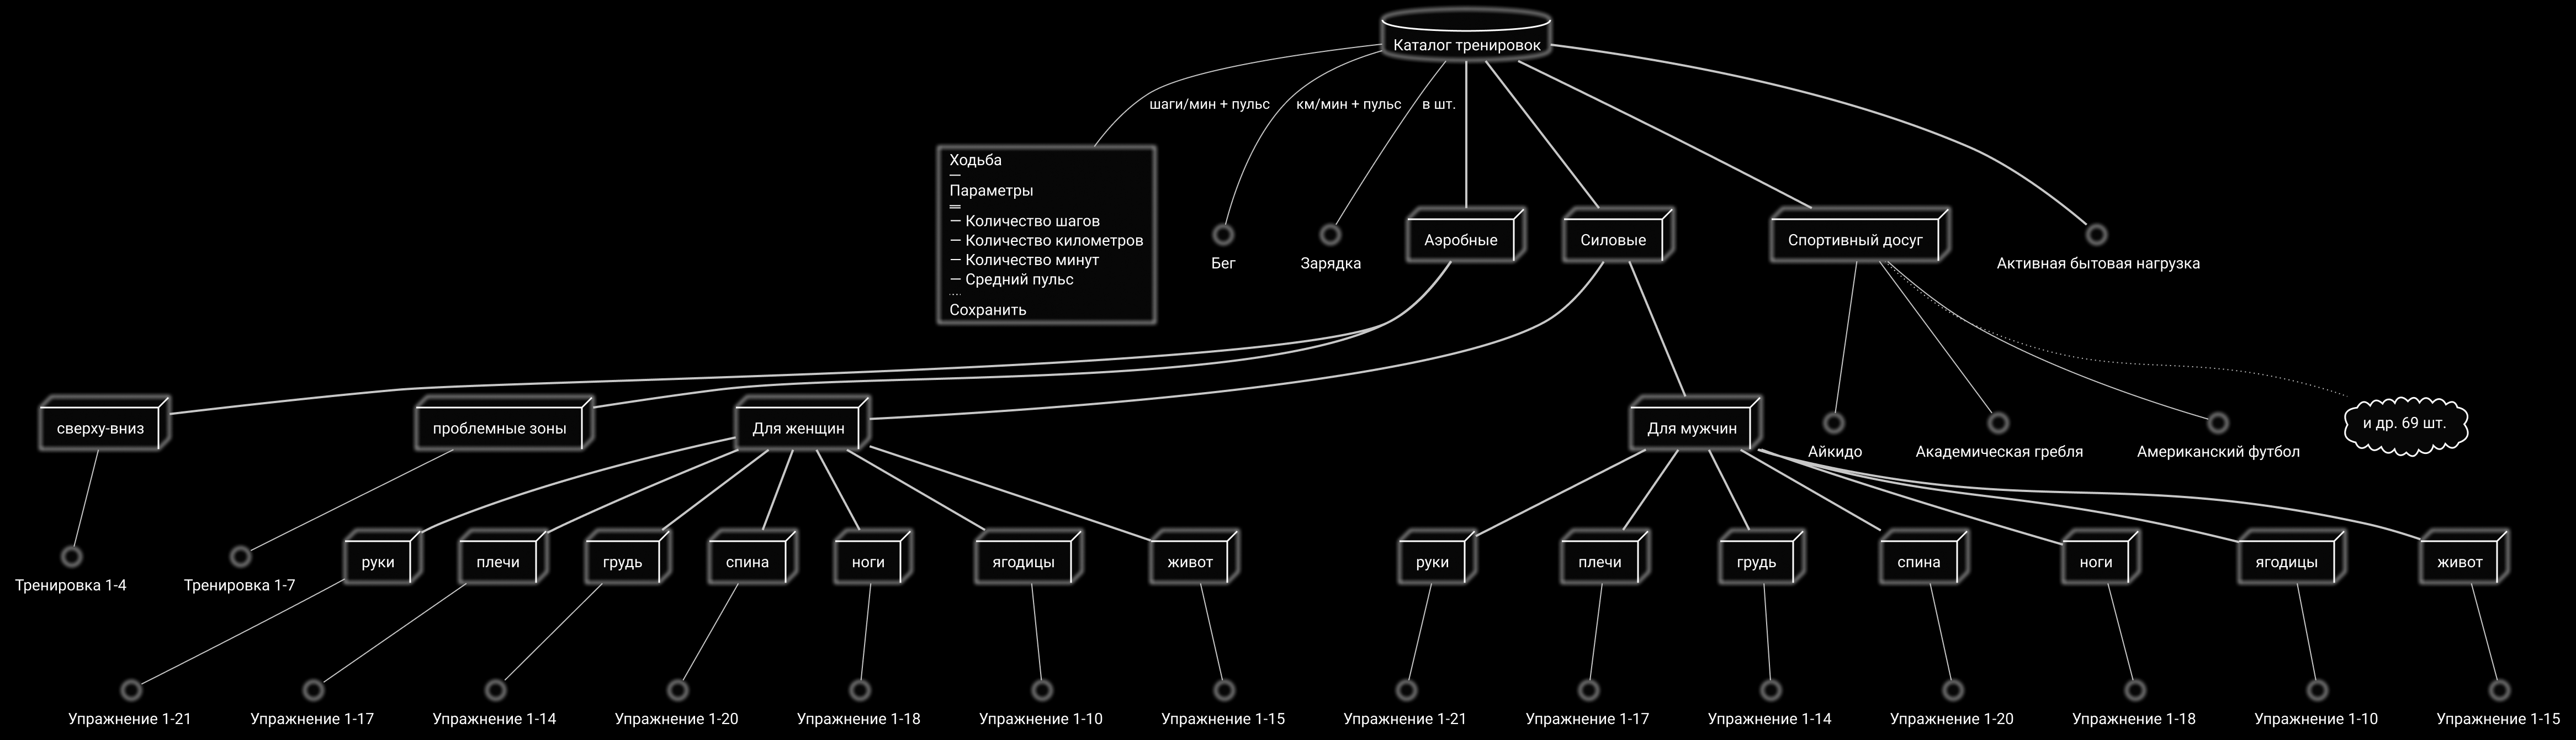 Каталог тренировок
шаги/мин + пульс
км/мин + пульс
в шт.
Ходьба
Параметры
Количество шагов
Количество километров
Количество минут
Средний пульс
Сохранить
Бег
Зарядка
Аэробные
Силовые
Спортивный досуг
Активная бытовая нагрузка
сверху-вниз
проблемные зоны
Для женщин
Для мужчин
Айкидо
Академическая гребля
Американский футбол
и др. 69 шт.
Тренировка 1-4
Тренировка 1-7
руки
плечи
грудь
спина
ноги
ягодицы
живот
руки
плечи
грудь
спина
ноги
ягодицы
живот
Упражнение 1-21
Упражнение 1-17
Упражнение 1-14
Упражнение 1-20
Упражнение 1-18
Упражнение 1-10
Упражнение 1-15
Упражнение 1-21
Упражнение 1-17
Упражнение 1-14
Упражнение 1-20
Упражнение 1-18
Упражнение 1-10
Упражнение 1-15